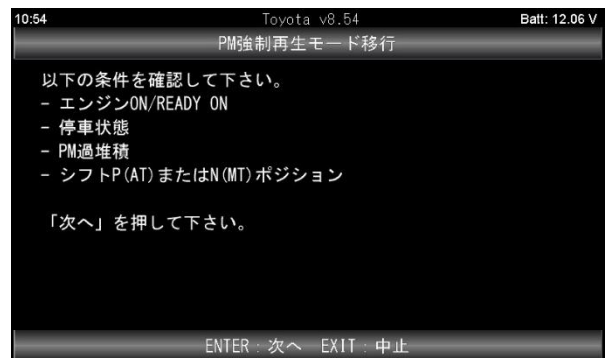 10:54 Toyota v8.54 Batt: 12.06 V
PM強制再生モード移行
以下の条件を確認して下さい。
- エンジンON/READY ON
- 停車状態
- PM過堆積
- シフトP(AT)またはN(MT)ポジション
「次へ」を押して下さい。
ENTER:次へ EXIT:中止